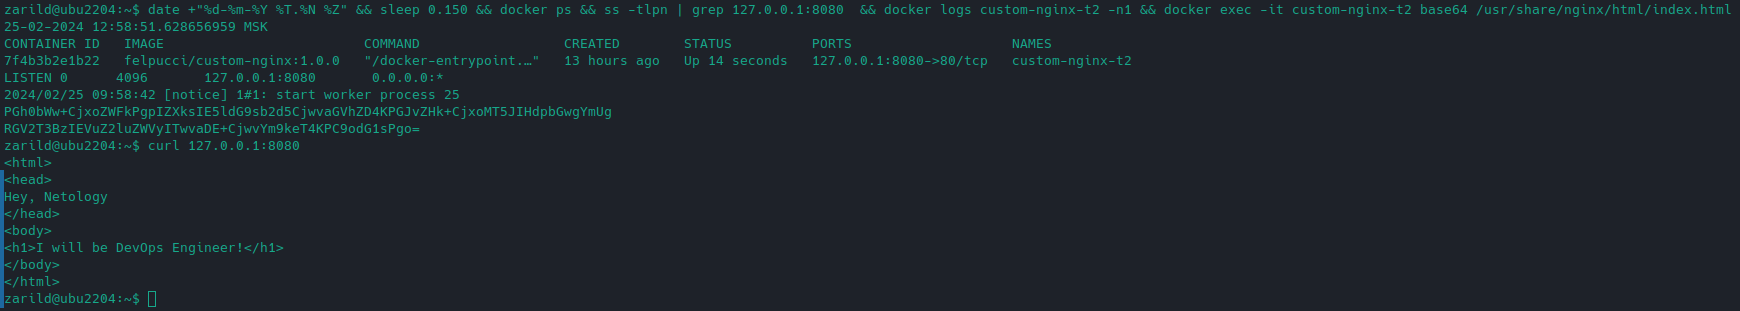 zarild@ubu2204:~$ date +"%d-%m-%Y %T.%N %Z" && sleep 0.150 && docker ps && ss -tlpn | grep 127.0.0.1:8080  && docker logs custom-nginx-t2 -n1 && docker exec -it custom-nginx-t2 base64 /usr/share/nginx/html/index.html
25-02-2024 12:58:51.628656959 MSK
CONTAINER ID   IMAGE                         COMMAND                  CREATED        STATUS          PORTS                    NAMES
7f4b3b2e1b22   felpucci/custom-nginx:1.0.0   "/docker-entrypoint.…"   13 hours ago   Up 14 seconds   127.0.0.1:8080->80/tcp   custom-nginx-t2
LISTEN 0      4096       127.0.0.1:8080       0.0.0.0:*
2024/02/25 09:58:42 [notice] 1#1: start worker process 25
PGh0bWw+CjxoZWFkPgpIZXksIE5ldG9sb2d5CjwvaGVhZD4KPGJvZHk+CjxoMT5JIHdpbGwgYmUg
RGV2T3BzIEVuZ2luZWVyITwvaDE+CjwvYm9keT4KPC9odG1sPgo=
zarild@ubu2204:~$ curl 127.0.0.1:8080
<html>
<head>
Hey, Netology
</head>
<body>
<h1>I will be DevOps Engineer!</h1>
</body>
</html>
zarild@ubu2204:~$